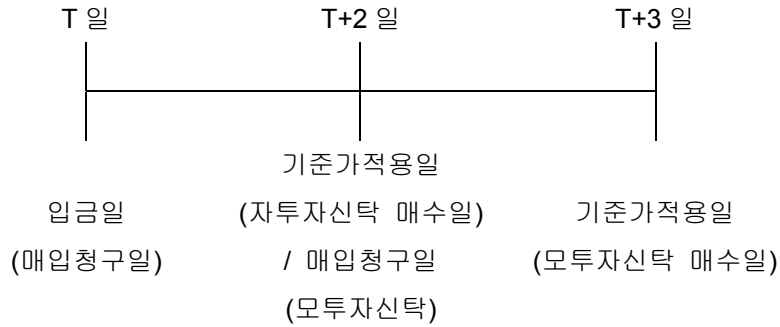 T 일 T+2 일 T+3 일
기준가적용일
입금일 (자투자신탁 매수일) 기준가적용일
(매입청구일) / 매입청구일 (모투자신탁 매수일)
(모투자신탁)